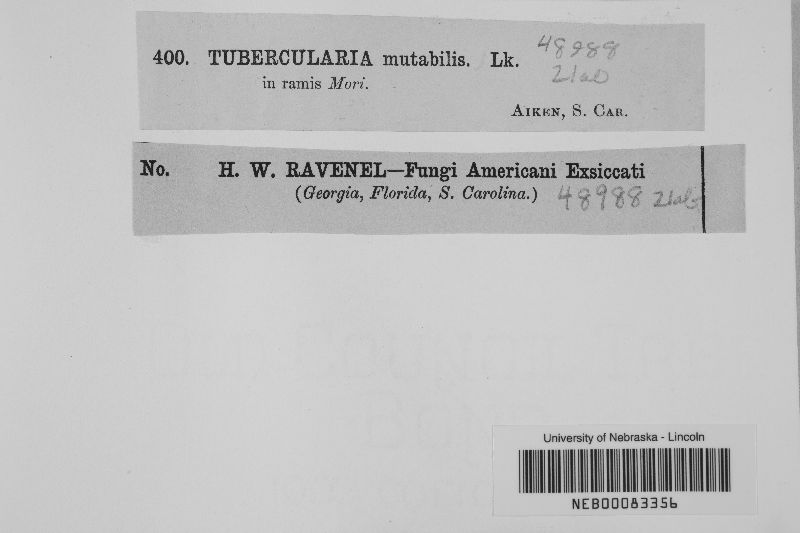 400. TUBERCULARIA mutabilis. Lk. 48988
in ramis Mori.
AIKEN, S. CAR.
No. H. W. RAVENEL—Fungi Americani Exsiccati
(Georgia, Florida, S. Carolina.) 48988
University of Nebraska - Lincoln
NEB00083356